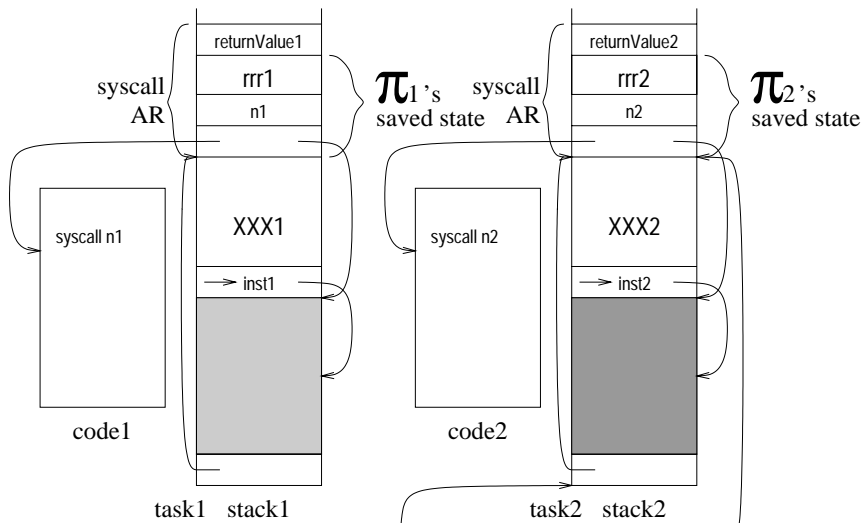 returnValue1
rrr1
n1
syscall
AR
π1's
saved state
XXX1
inst1
syscall n1
code1
task1 stack1
returnValue2
rrr2
n2
syscall
AR
π2's
saved state
XXX2
inst2
syscall n2
code2
task2 stack2